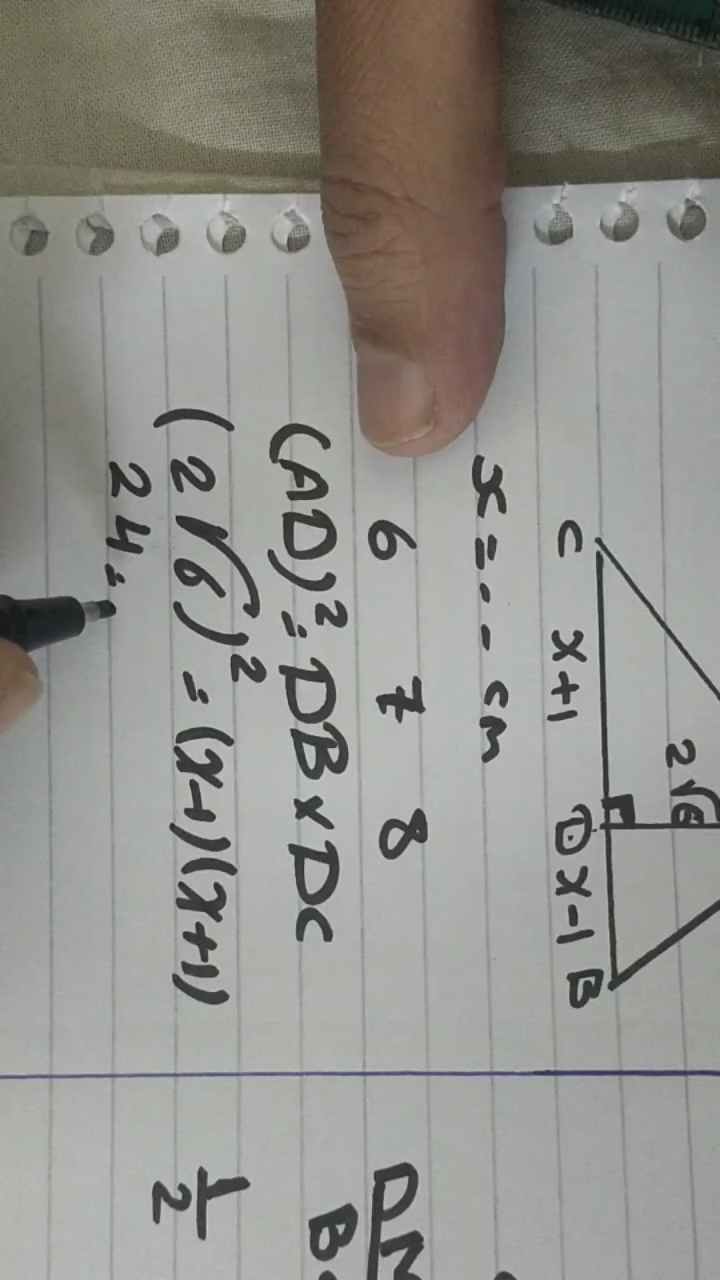 2√6
C x+1 D x-1 B
x = --- cm
6 7 8
(AD)² = DB × DC
(2√6)² = (x-1)(x+1)
24 =
1
2